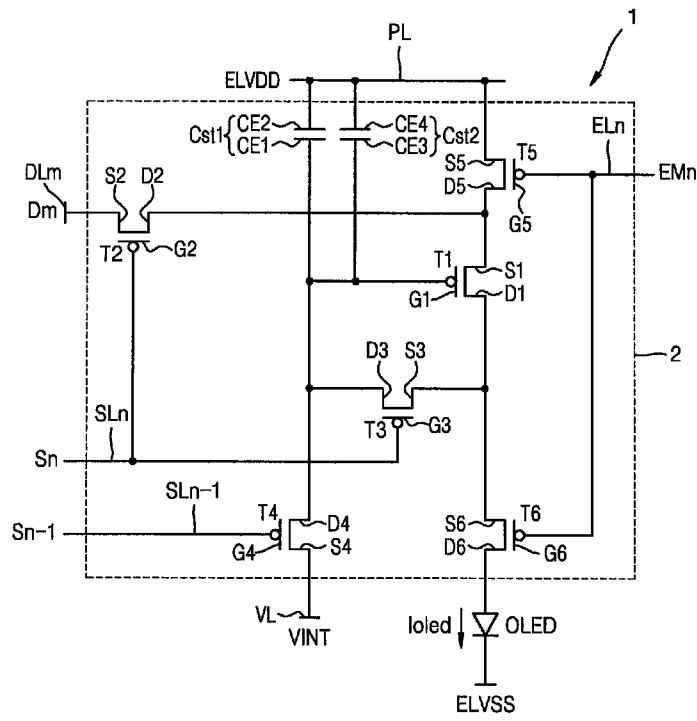 1
PL
ELVDD
CE2
CE1
Cst1
CE4
CE3
Cst2
ELn
S5
T5
D5
G5
EMn
DLm
S2
D2
Dm
T2
G2
T1
S1
G1
D1
2
D3
S3
T3
G3
SLn
Sn
SLn-1
Sn-1
T4
D4
G4
S4
S6
T6
D6
G6
VL
VINT
Ioled
OLED
ELVSS